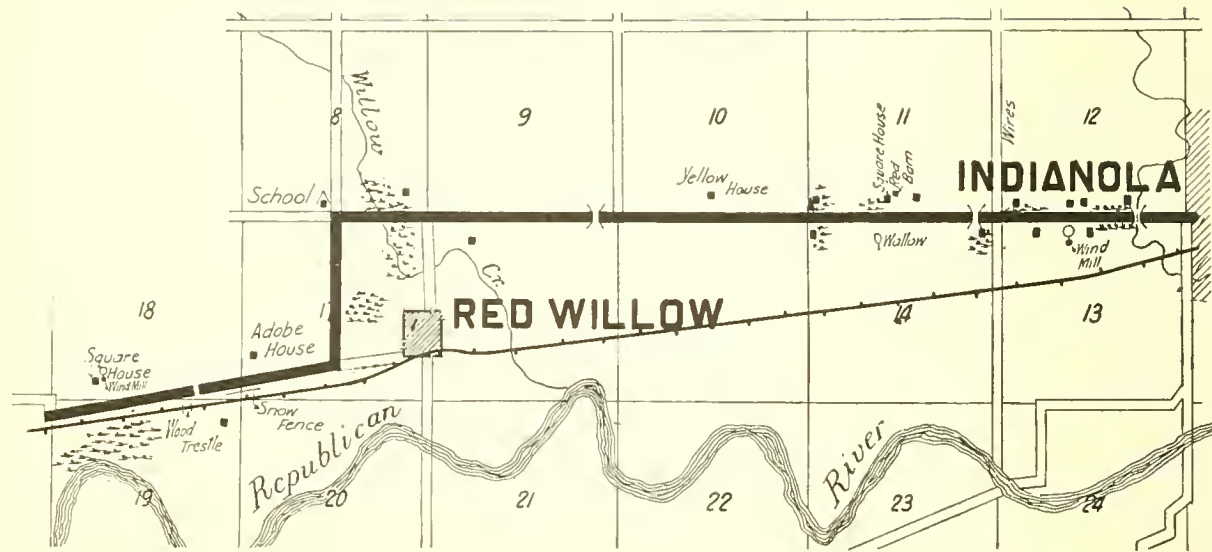 Willow
8
9
10
11
12
Square House
Red
Barn
Wires
School
Yellow
House
INDIANOLA
Wallow
Wind
Mill
Cr.
18
17
RED WILLOW
14
13
Adobe
House
Square
House
Wind Mill
Snow
Fence
Wood
Trestle
Republican
River
19
20
21
22
23
24